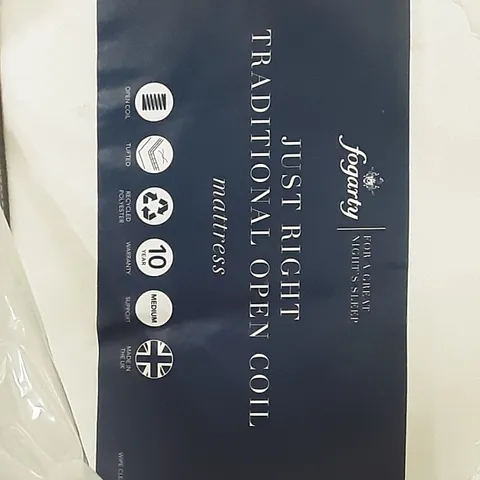 fogarty
FOR A GREAT
NIGHT'S SLEEP
JUST RIGHT
TRADITIONAL OPEN COIL
mattress
OPEN COIL
TUFTED
RECYCLED
POLYESTER
10
YEAR
WARRANTY
MEDIUM
SUPPORT
MADE IN
THE UK
WIPE